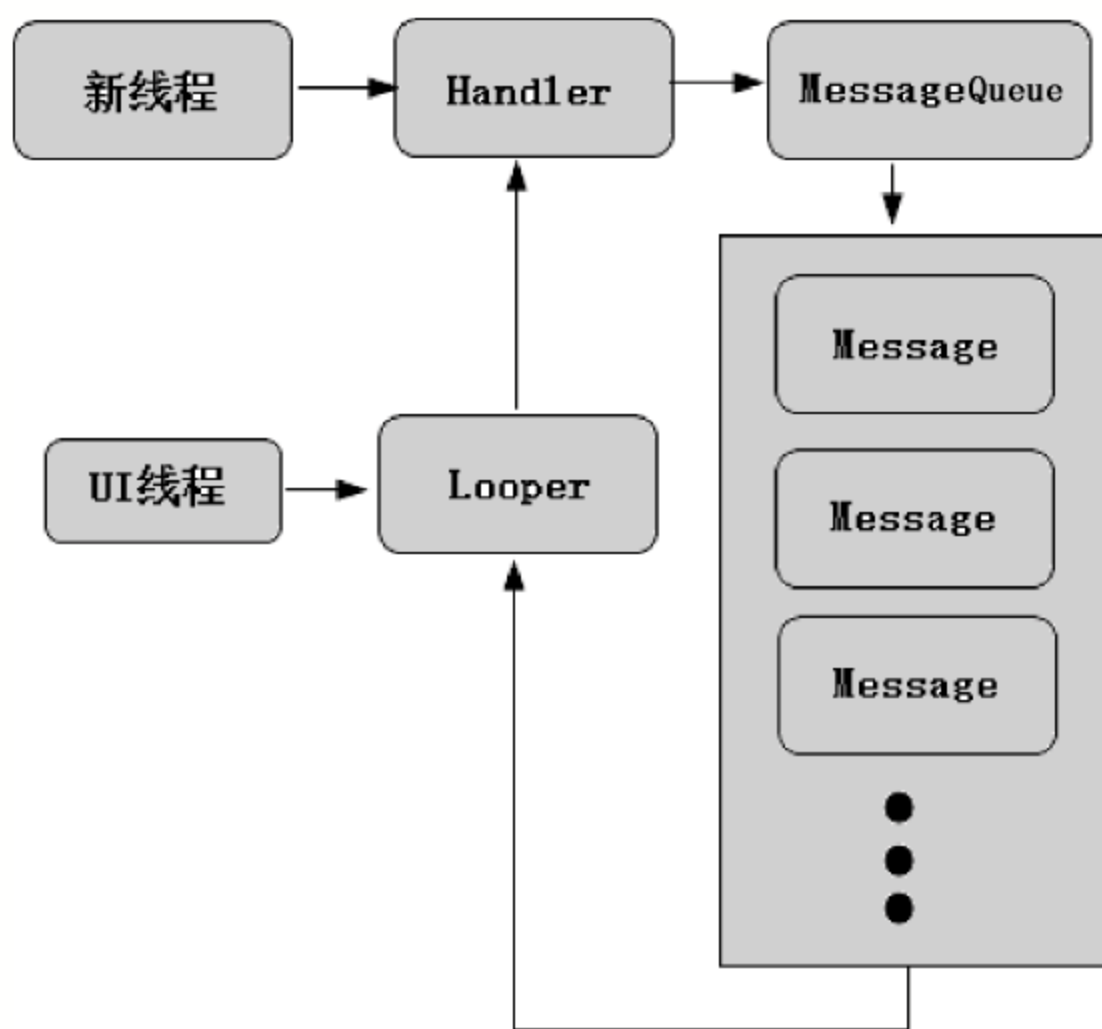 新线程
Handler
MessageQueue
Message
UI线程
Looper
Message
Message